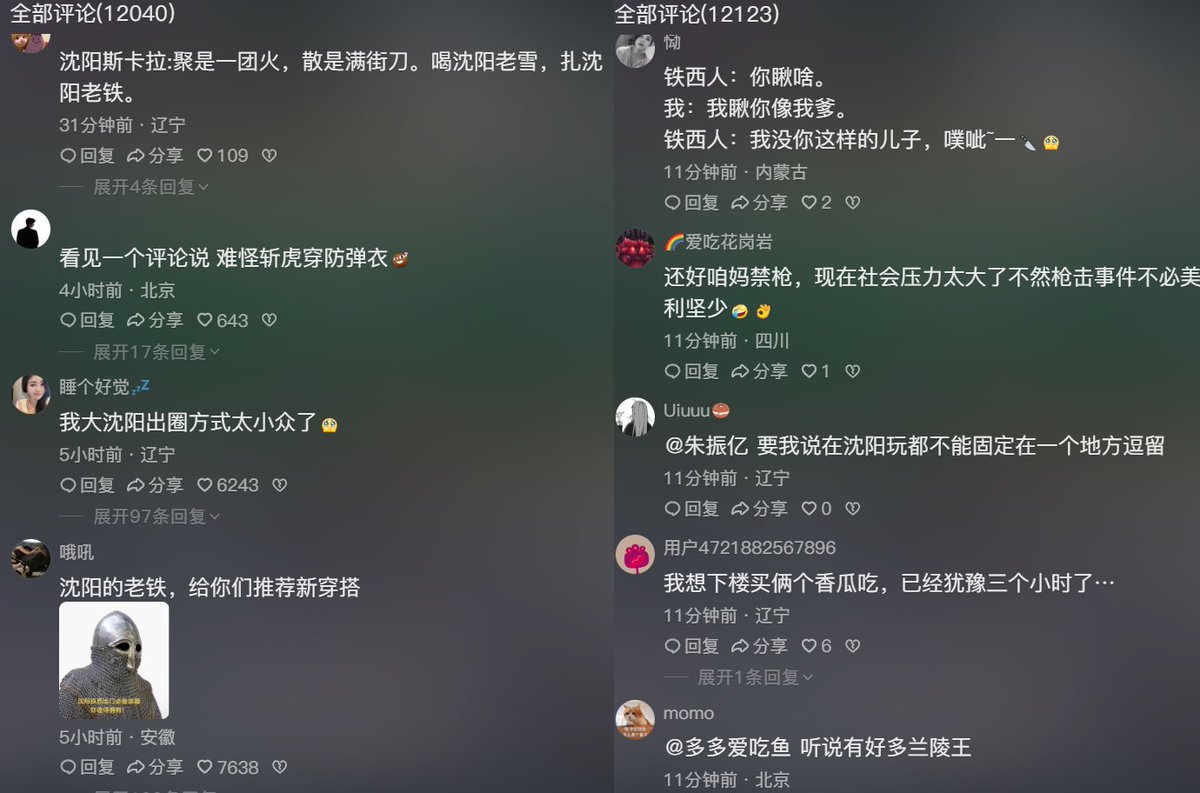 全部评论(12040)
沈阳斯卡拉:聚是一团火，散是满街刀。喝沈阳老雪，扎沈
阳老铁。
31分钟前 · 辽宁
回复 分享 109
展开4条回复
看见一个评论说 难怪斩虎穿防弹衣💩
4小时前 · 北京
回复 分享 643
展开17条回复
睡个好觉💤
我大沈阳出圈方式太小众了🫣
5小时前 · 辽宁
回复 分享 6243
展开97条回复
哦吼
沈阳的老铁，给你们推荐新穿搭
5小时前 · 安徽
回复 分享 7638
全部评论(12123)
恸
铁西人：你瞅啥。
我：我瞅你像我爹。
铁西人：我没你这样的儿子，噗呲~一🔪🫣
11分钟前 · 内蒙古
回复 分享 2
🌈爱吃花岗岩
还好咱妈禁枪，现在社会压力太大了不然枪击事件不必美
利坚少🤣👌
11分钟前 · 四川
回复 分享 1
Uiuuu🍩
@朱振亿 要我说在沈阳玩都不能固定在一个地方逗留
11分钟前 · 辽宁
回复 分享 0
用户4721882567896
我想下楼买俩个香瓜吃，已经犹豫三个小时了…
11分钟前 · 辽宁
回复 分享 6
展开1条回复
momo
@多多爱吃鱼 听说有好多兰陵王
11分钟前 · 北京